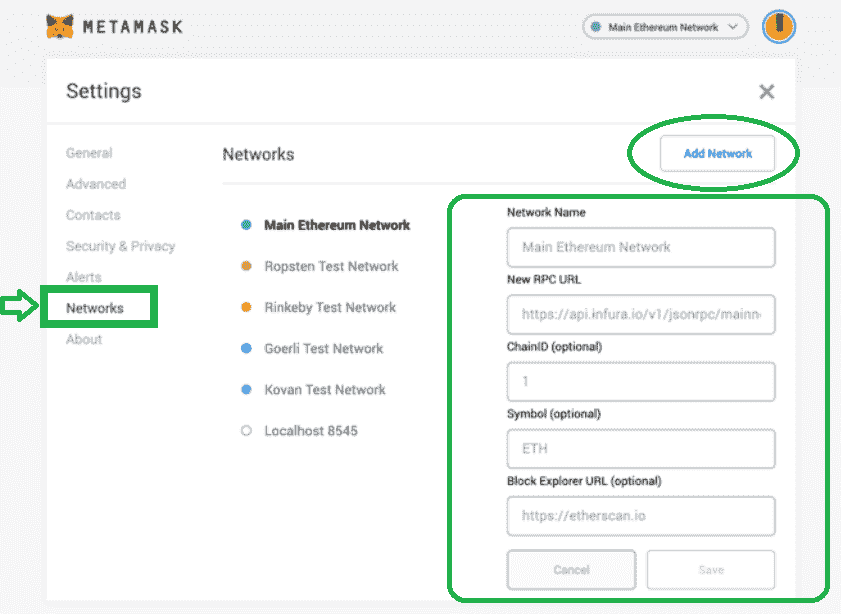 METAMASK
Main Ethereum Network
Settings
General
Advanced
Contacts
Security & Privacy
Alerts
Networks
About
Networks
Add Network
Main Ethereum Network
Ropsten Test Network
Rinkeby Test Network
Goerli Test Network
Kovan Test Network
Localhost 8545
Network Name
Main Ethereum Network
New RPC URL
https://api.infura.io/v1/jsonrpc/mainn
ChainID (optional)
1
Symbol (optional)
ETH
Block Explorer URL (optional)
https://etherscan.io
Cancel
Save